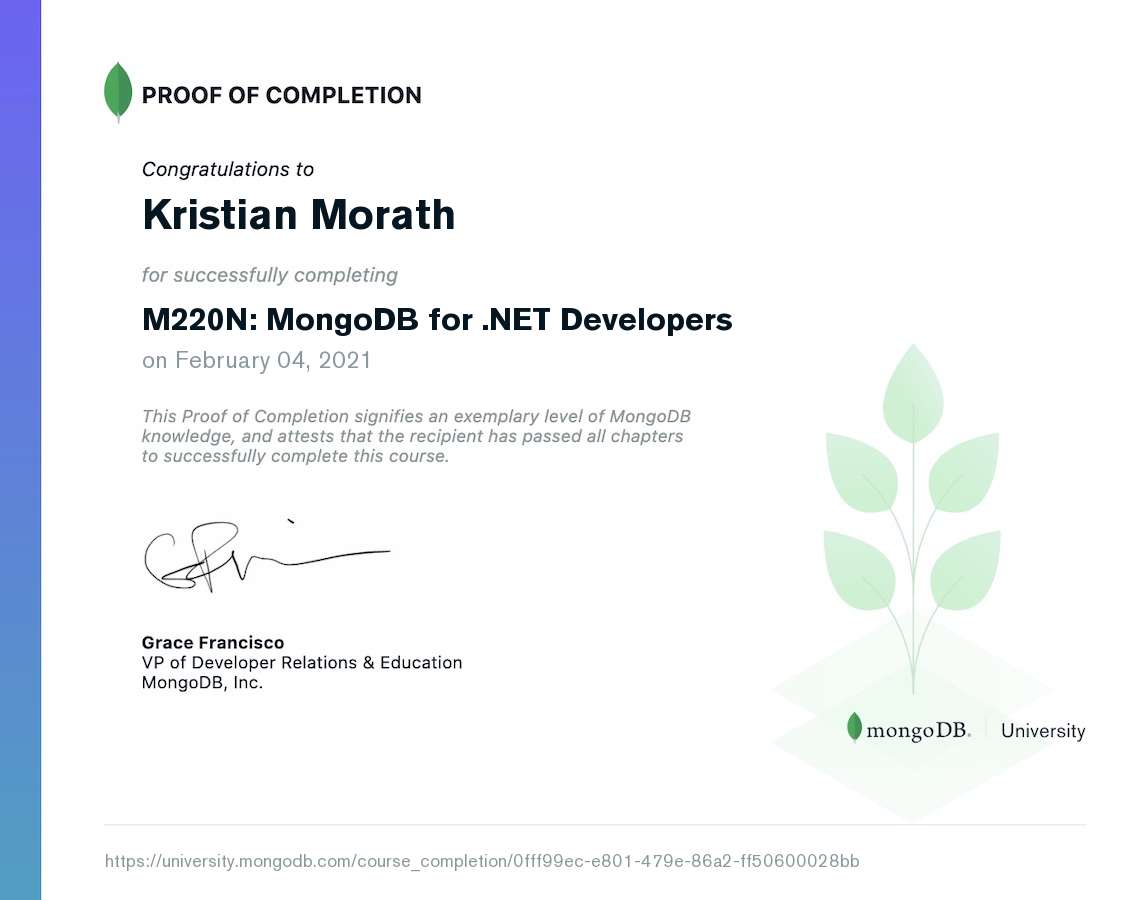 PROOF OF COMPLETION
Congratulations to
Kristian Morath
for successfully completing
M220N: MongoDB for .NET Developers
on February 04, 2021
This Proof of Completion signifies an exemplary level of MongoDB
knowledge, and attests that the recipient has passed all chapters
to successfully complete this course.
Grace Francisco
VP of Developer Relations & Education
MongoDB, Inc.
mongoDB. University
https://university.mongodb.com/course_completion/0fff99ec-e801-479e-86a2-ff50600028bb